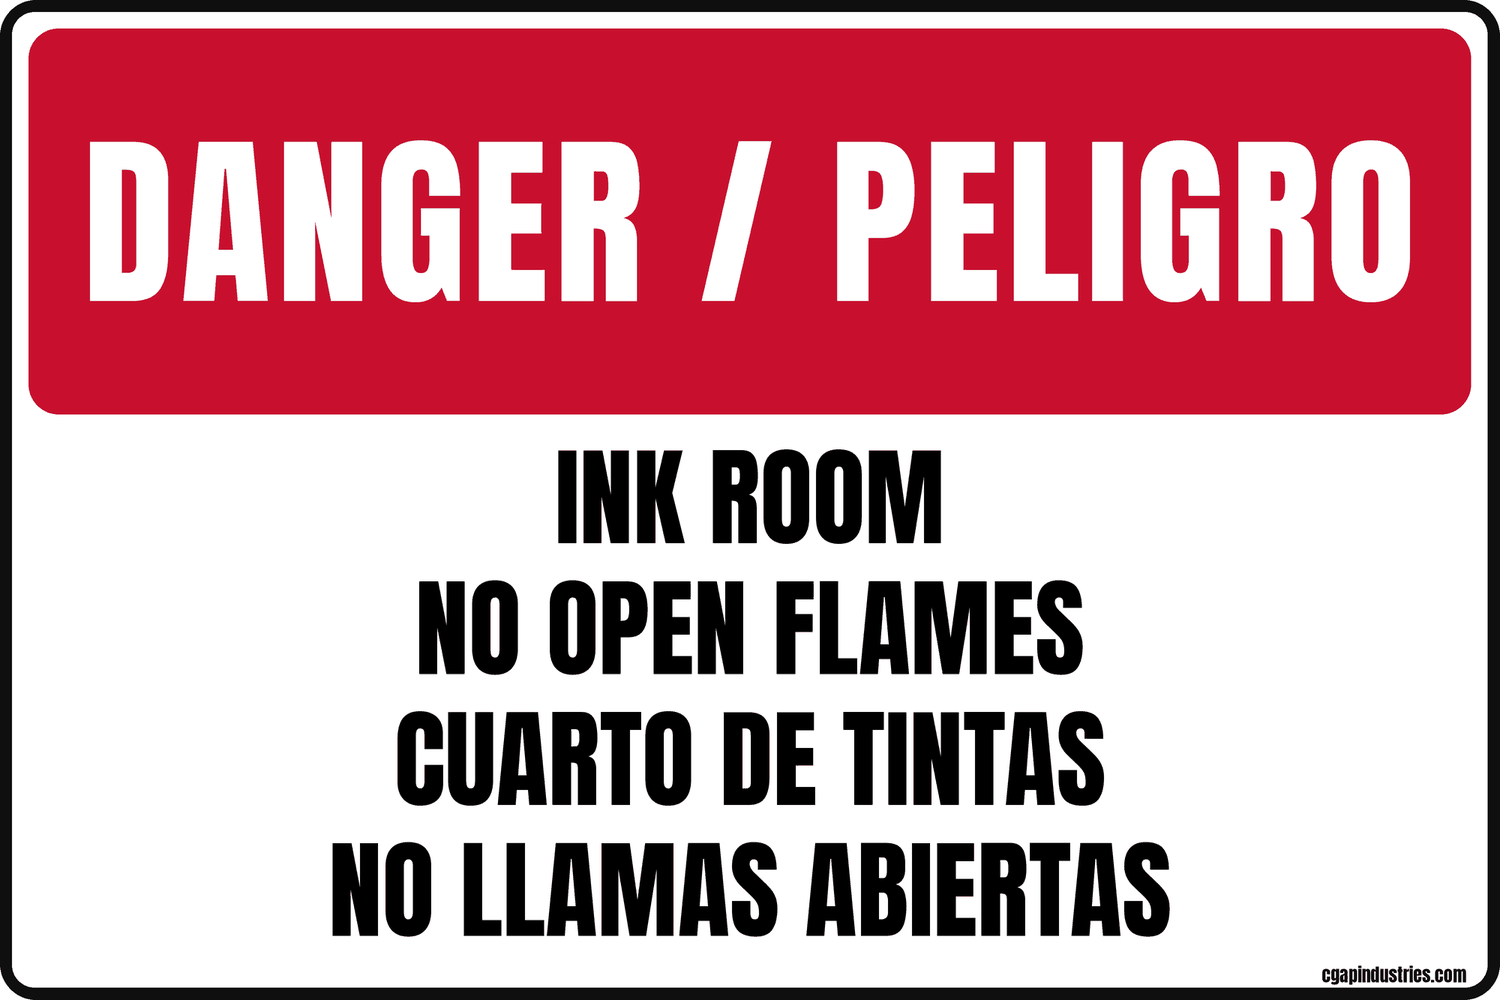 DANGER / PELIGRO
INK ROOM
NO OPEN FLAMES
CUARTO DE TINTAS
NO LLAMAS ABIERTAS
cgapindustries.com